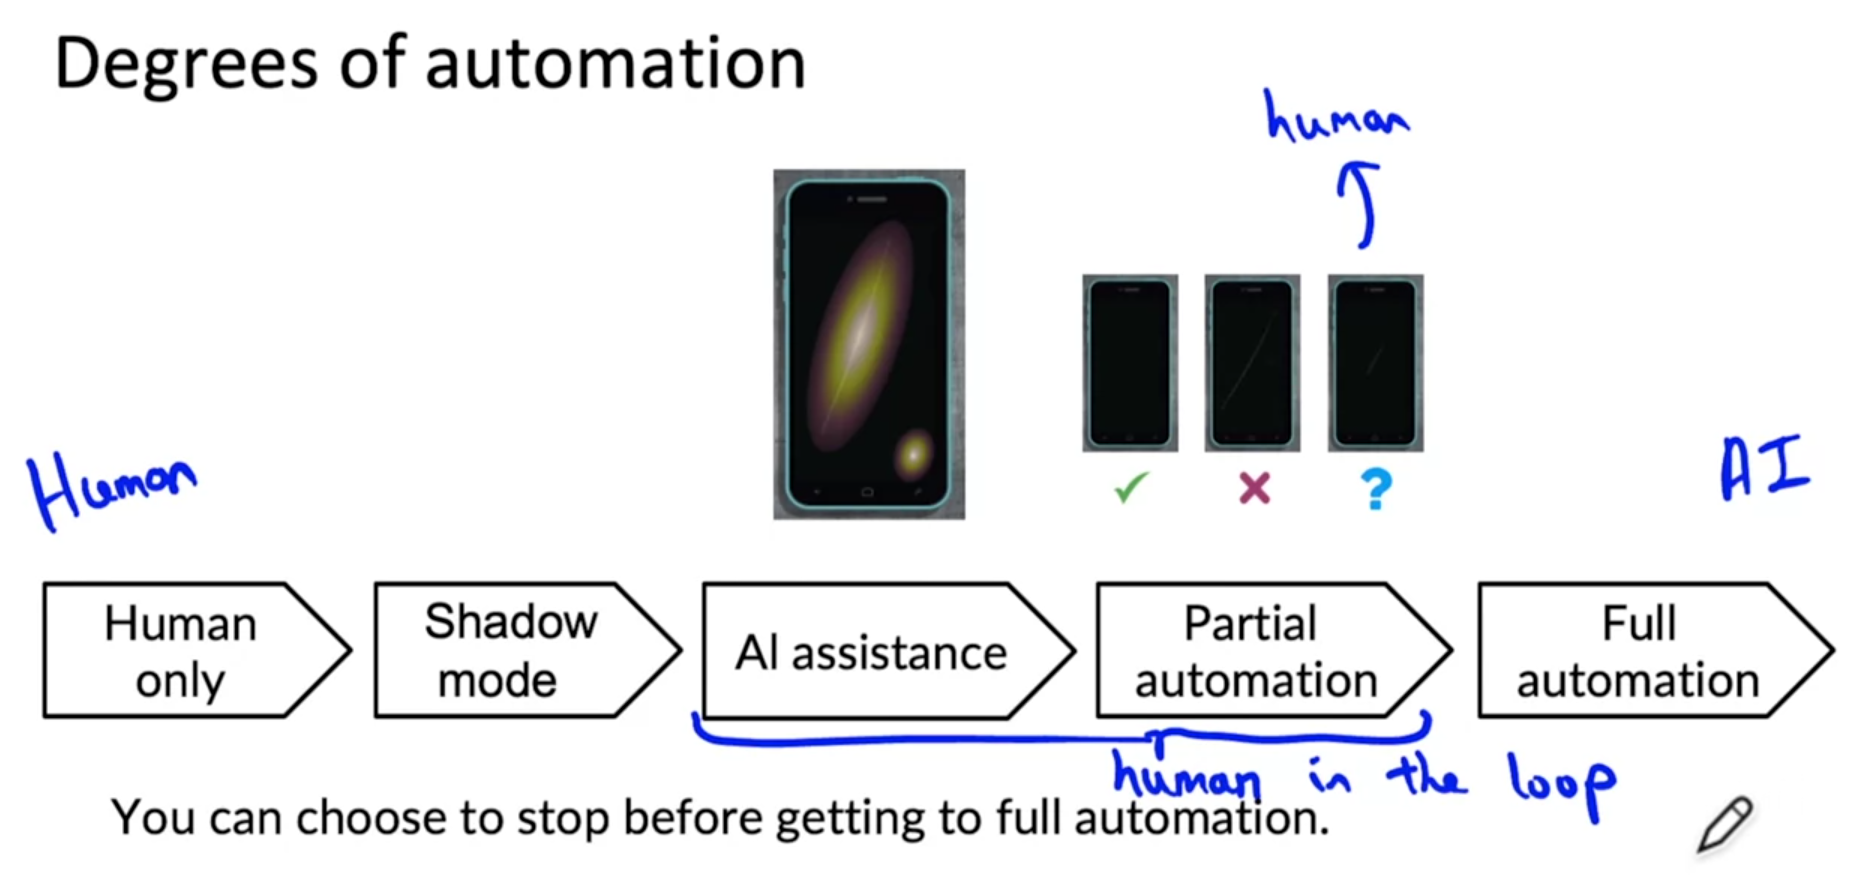 Degrees of automation
human
✓ ✗ ?
Human
AI
Human
only
Shadow
mode
AI assistance
Partial
automation
Full
automation
human in the loop
You can choose to stop before getting to full automation.